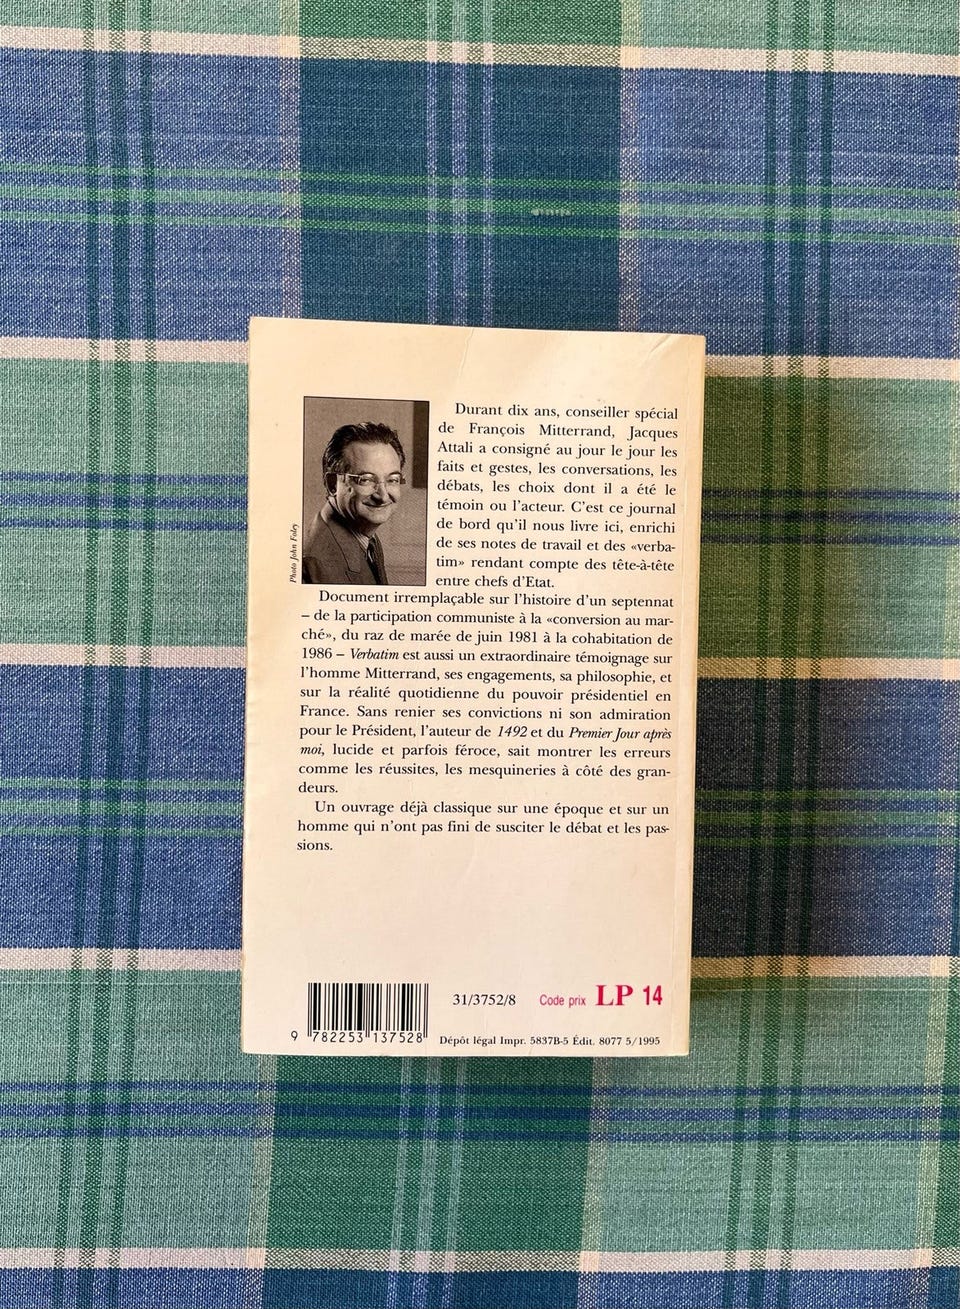 Photo John Foley
Durant dix ans, conseiller spécial
de François Mitterrand, Jacques
Attali a consigné au jour le jour les
faits et gestes, les conversations, les
débats, les choix dont il a été le
témoin ou l'acteur. C'est ce journal
de bord qu'il nous livre ici, enrichi
de ses notes de travail et des «verba-
tim» rendant compte des tête-à-tête
entre chefs d'Etat.
Document irremplaçable sur l'histoire d'un septennat
– de la participation communiste à la «conversion au mar-
ché», du raz de marée de juin 1981 à la cohabitation de
1986 – Verbatim est aussi un extraordinaire témoignage sur
l'homme Mitterrand, ses engagements, sa philosophie, et
sur la réalité quotidienne du pouvoir présidentiel en
France. Sans renier ses convictions ni son admiration
pour le Président, l'auteur de 1492 et du Premier Jour après
moi, lucide et parfois féroce, sait montrer les erreurs
comme les réussites, les mesquineries à côté des gran-
deurs.
Un ouvrage déjà classique sur une époque et sur un
homme qui n'ont pas fini de susciter le débat et les pas-
sions.
31/3752/8 Code prix LP 14
9 782253 137528
Dépôt légal Impr. 5837B-5 Édit. 8077 5/1995